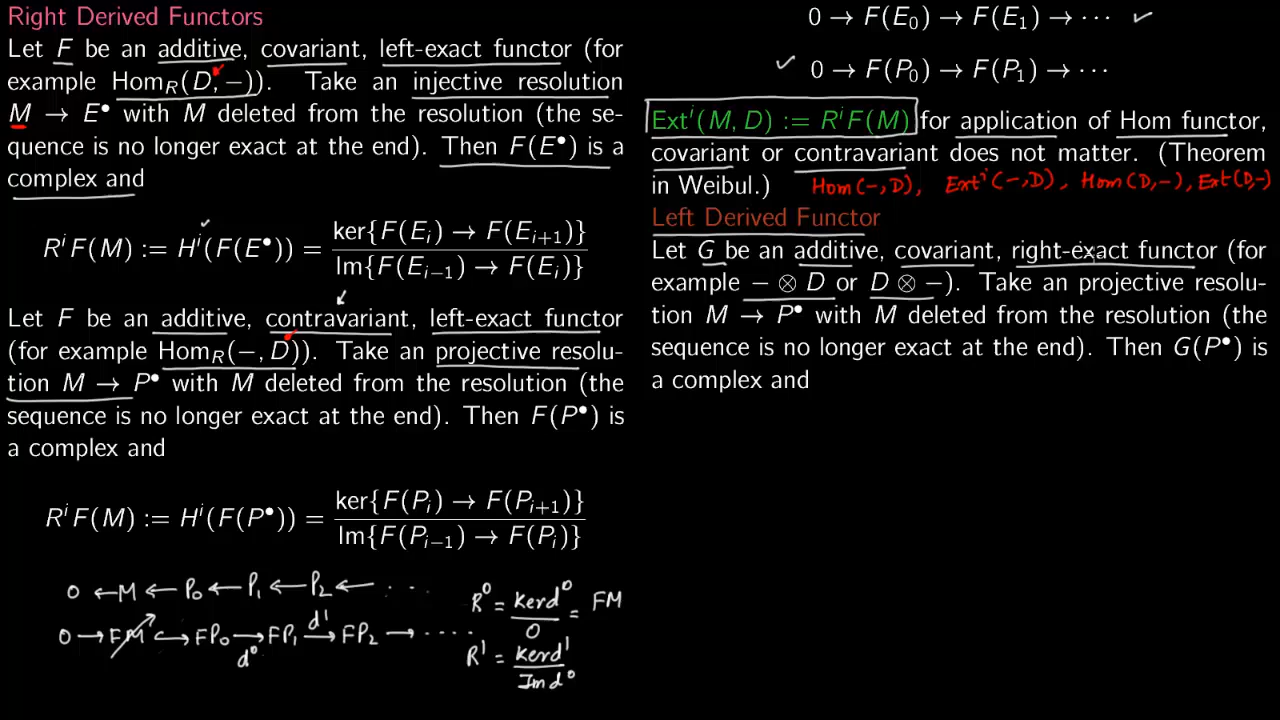 Right Derived Functors
Let F be an additive, covariant, left-exact functor (for
example Hom_R(D, −)). Take an injective resolution
M → E^• with M deleted from the resolution (the se-
quence is no longer exact at the end). Then F(E^•) is a
complex and
R^iF(M) := H^i(F(E^•)) = ker{F(E_i) → F(E_{i+1})} / Im{F(E_{i−1}) → F(E_i)}
Let F be an additive, contravariant, left-exact functor
(for example Hom_R(−, D)). Take an projective resolu-
tion M → P^• with M deleted from the resolution (the
sequence is no longer exact at the end). Then F(P^•) is
a complex and
R^iF(M) := H^i(F(P^•)) = ker{F(P_i) → F(P_{i+1})} / Im{F(P_{i−1}) → F(P_i)}
0 ← M ← P_0 ← P_1 ← P_2 ← ....
0 → FM → FP_0 → FP_1 → FP_2 → .....
d^0 d^1
R^0 = Ker d^0 / 0 = FM
R^1 = Ker d^1 / Im d^0
0 → F(E_0) → F(E_1) → ⋯ ✓
✓ 0 → F(P_0) → F(P_1) → ⋯
Ext^i(M, D) := R^iF(M) for application of Hom functor,
covariant or contravariant does not matter. (Theorem
in Weibul.) Hom(−,D), Ext^i(−,D), Hom(D,−), Ext(D,−)
Left Derived Functor
Let G be an additive, covariant, right-exact functor (for
example − ⊗ D or D ⊗ −). Take an projective resolu-
tion M → P^• with M deleted from the resolution (the
sequence is no longer exact at the end). Then G(P^•) is
a complex and